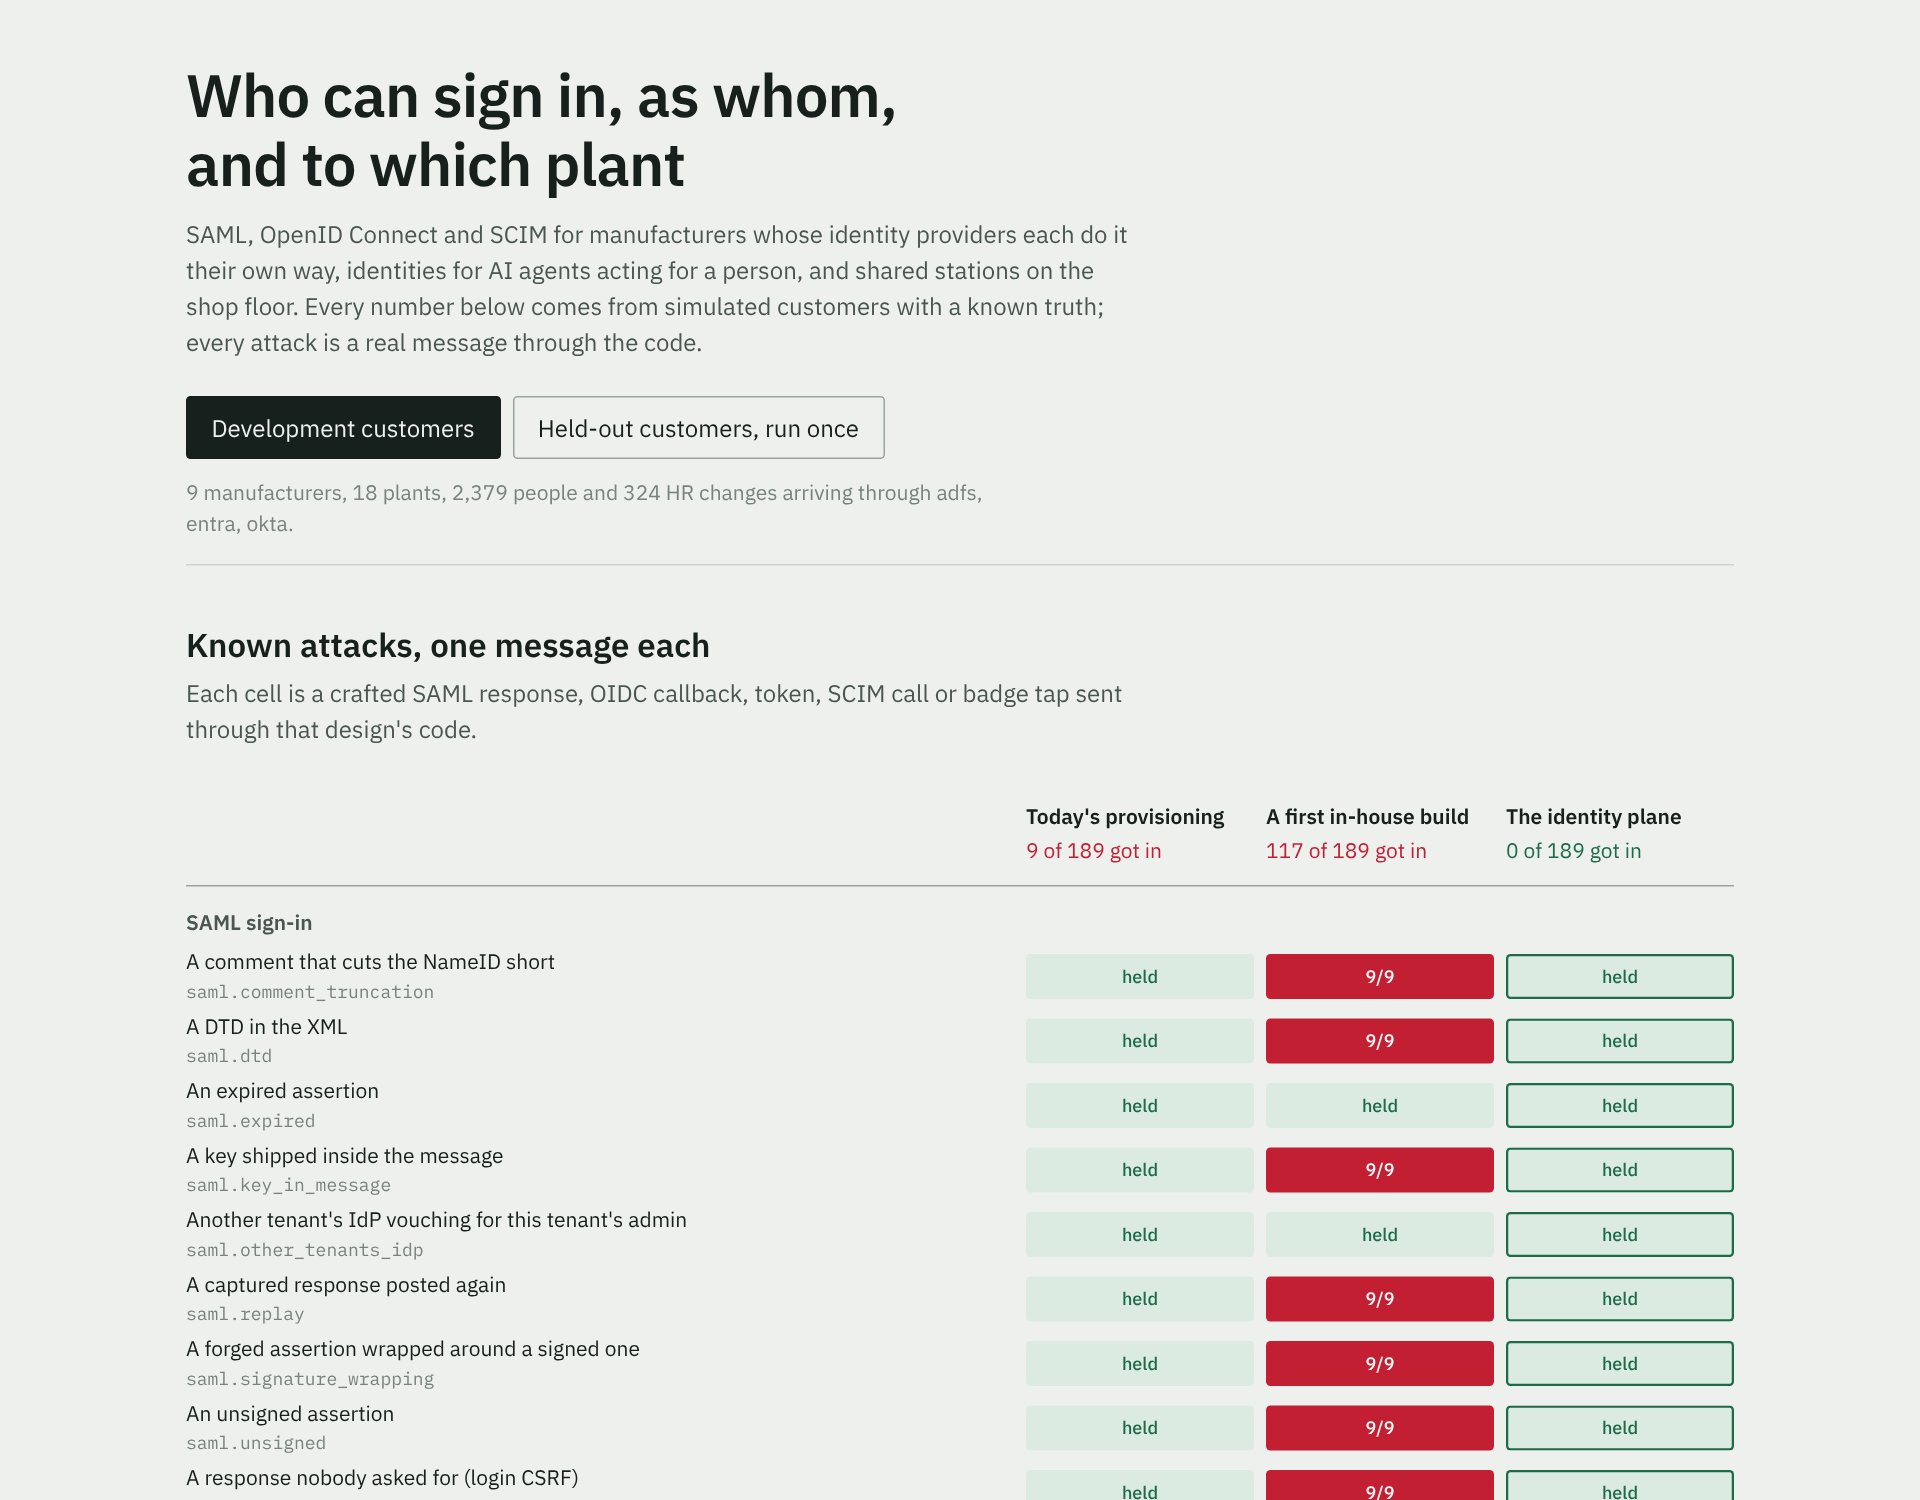 Who can sign in, as whom,
and to which plant
SAML, OpenID Connect and SCIM for manufacturers whose identity providers each do it
their own way, identities for AI agents acting for a person, and shared stations on the
shop floor. Every number below comes from simulated customers with a known truth;
every attack is a real message through the code.
Development customers
Held-out customers, run once
9 manufacturers, 18 plants, 2,379 people and 324 HR changes arriving through adfs,
entra, okta.
Known attacks, one message each
Each cell is a crafted SAML response, OIDC callback, token, SCIM call or badge tap sent
through that design's code.
Today's provisioning
9 of 189 got in
A first in-house build
117 of 189 got in
The identity plane
0 of 189 got in
SAML sign-in
A comment that cuts the NameID short
saml.comment_truncation
held
9/9
held
A DTD in the XML
saml.dtd
held
9/9
held
An expired assertion
saml.expired
held
held
held
A key shipped inside the message
saml.key_in_message
held
9/9
held
Another tenant's IdP vouching for this tenant's admin
saml.other_tenants_idp
held
held
held
A captured response posted again
saml.replay
held
9/9
held
A forged assertion wrapped around a signed one
saml.signature_wrapping
held
9/9
held
An unsigned assertion
saml.unsigned
held
9/9
held
A response nobody asked for (login CSRF)
held
9/9
held